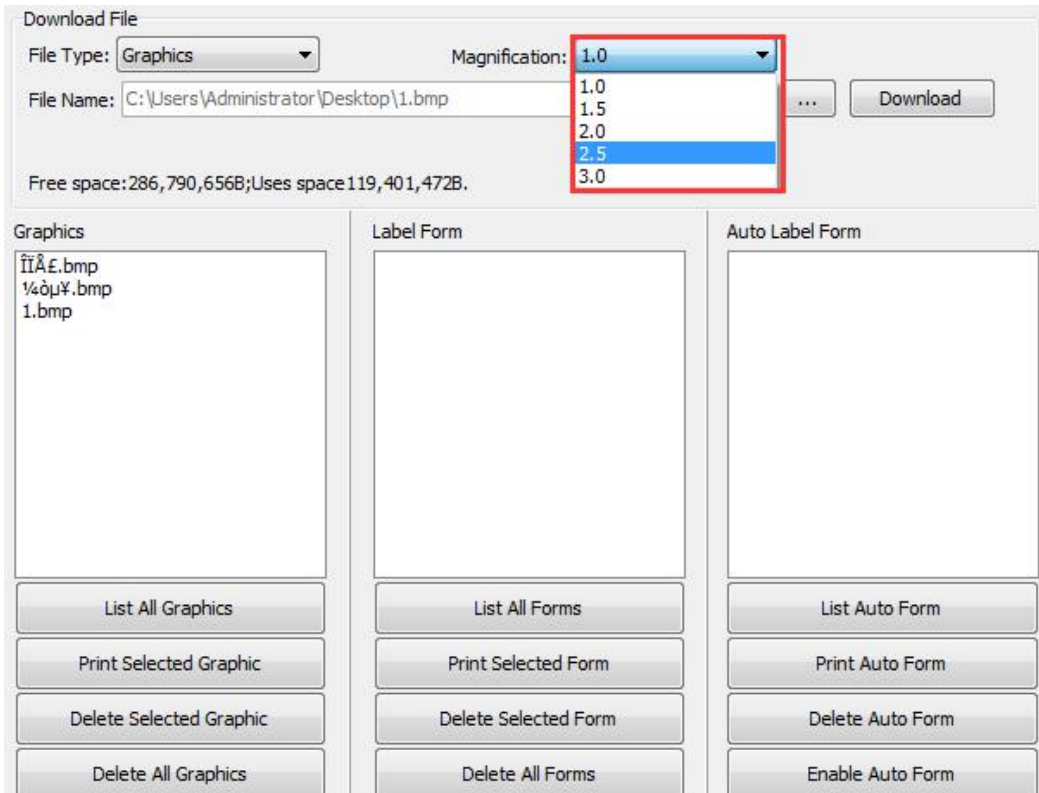 Download File
File Type: Graphics Magnification: 1.0
1.0
File Name: C:\Users\Administrator\Desktop\1.bmp ... Download
1.5
2.0
2.5
3.0
Free space:286,790,656B;Uses space119,401,472B.
Graphics Label Form Auto Label Form
ÎÏÅ£.bmp
¼òµ¥.bmp
1.bmp
List All Graphics List All Forms List Auto Form
Print Selected Graphic Print Selected Form Print Auto Form
Delete Selected Graphic Delete Selected Form Delete Auto Form
Delete All Graphics Delete All Forms Enable Auto Form